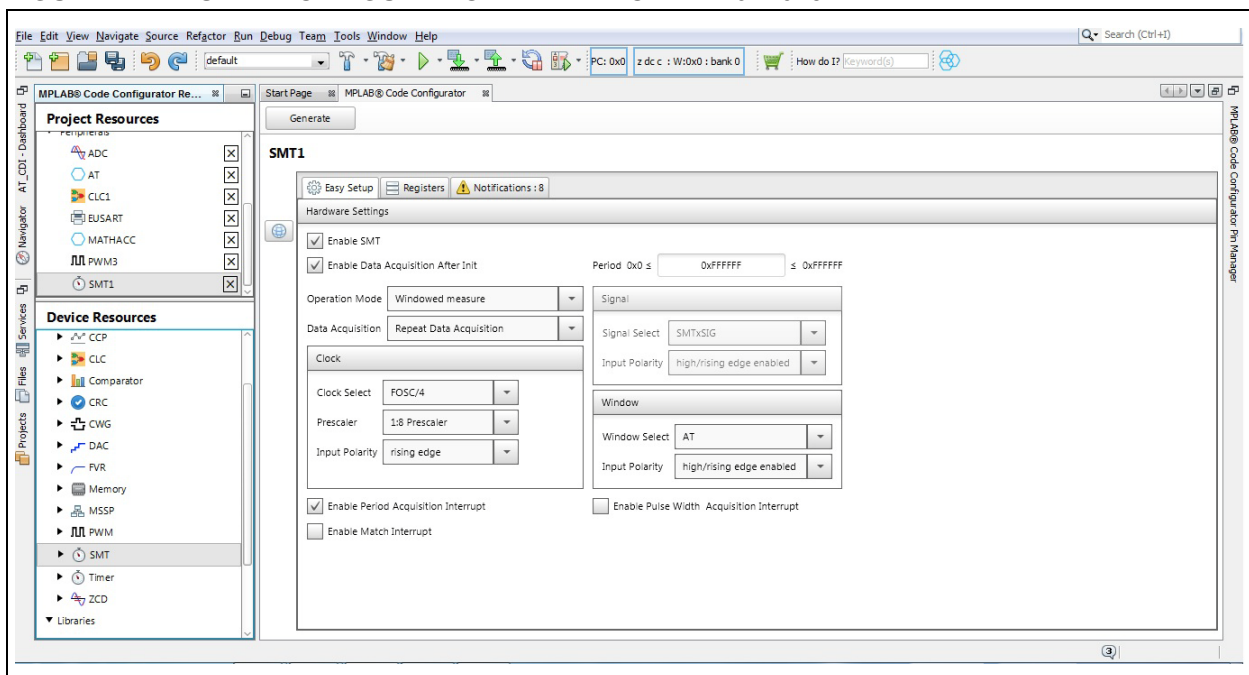 File Edit View Navigate Source Refactor Run Debug Team Tools Window Help
Search (Ctrl+I)
default
PC: 0x0
z dc c : W:0x0 : bank 0
How do I? Keyword(s)
MPLAB® Code Configurator Re...
Start Page
MPLAB® Code Configurator
AT_CDI - Dashboard
Navigator
Services
Files
Projects
Project Resources
Peripherals
ADC
AT
CLC1
EUSART
MATHACC
PWM3
SMT1
Device Resources
CCP
CLC
Comparator
CRC
CWG
DAC
FVR
Memory
MSSP
PWM
SMT
Timer
ZCD
Libraries
Generate
SMT1
Easy Setup
Registers
Notifications : 8
Hardware Settings
Enable SMT
Enable Data Acquisition After Init
Period 0x0 ≤ 0xFFFFFF ≤ 0xFFFFFF
Operation Mode Windowed measure
Data Acquisition Repeat Data Acquisition
Clock
Clock Select FOSC/4
Prescaler 1:8 Prescaler
Input Polarity rising edge
Signal
Signal Select SMTxSIG
Input Polarity high/rising edge enabled
Window
Window Select AT
Input Polarity high/rising edge enabled
Enable Period Acquisition Interrupt
Enable Pulse Width Acquisition Interrupt
Enable Match Interrupt
MPLAB® Code Configurator Pin Manager
3